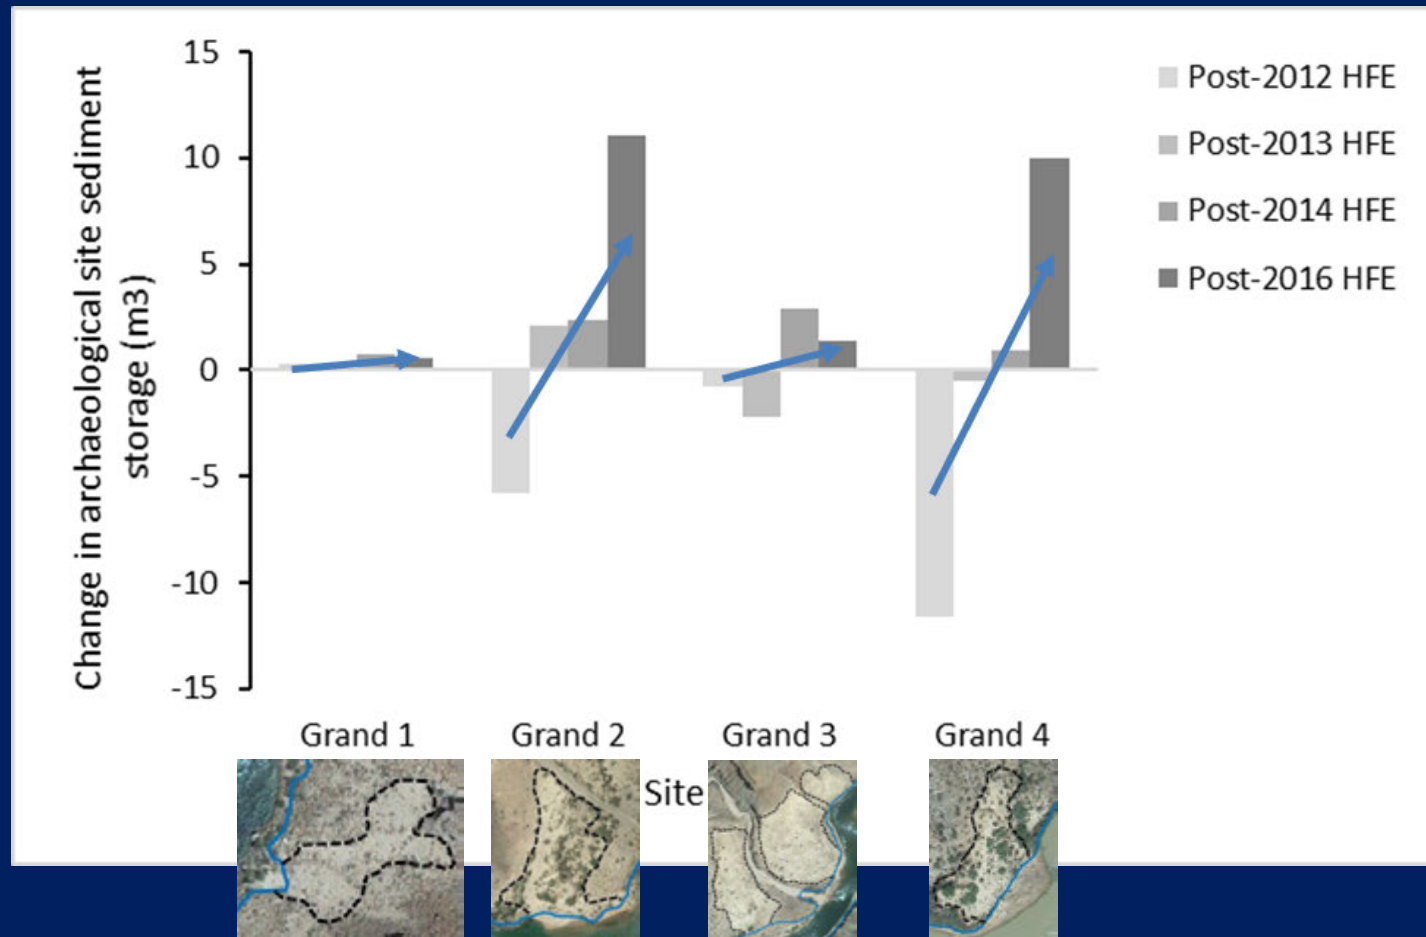 Change in archaeological site sediment
storage (m3)
15
10
5
0
-5
-10
-15
Post-2012 HFE
Post-2013 HFE
Post-2014 HFE
Post-2016 HFE
Grand 1
Grand 2
Grand 3
Grand 4
Site